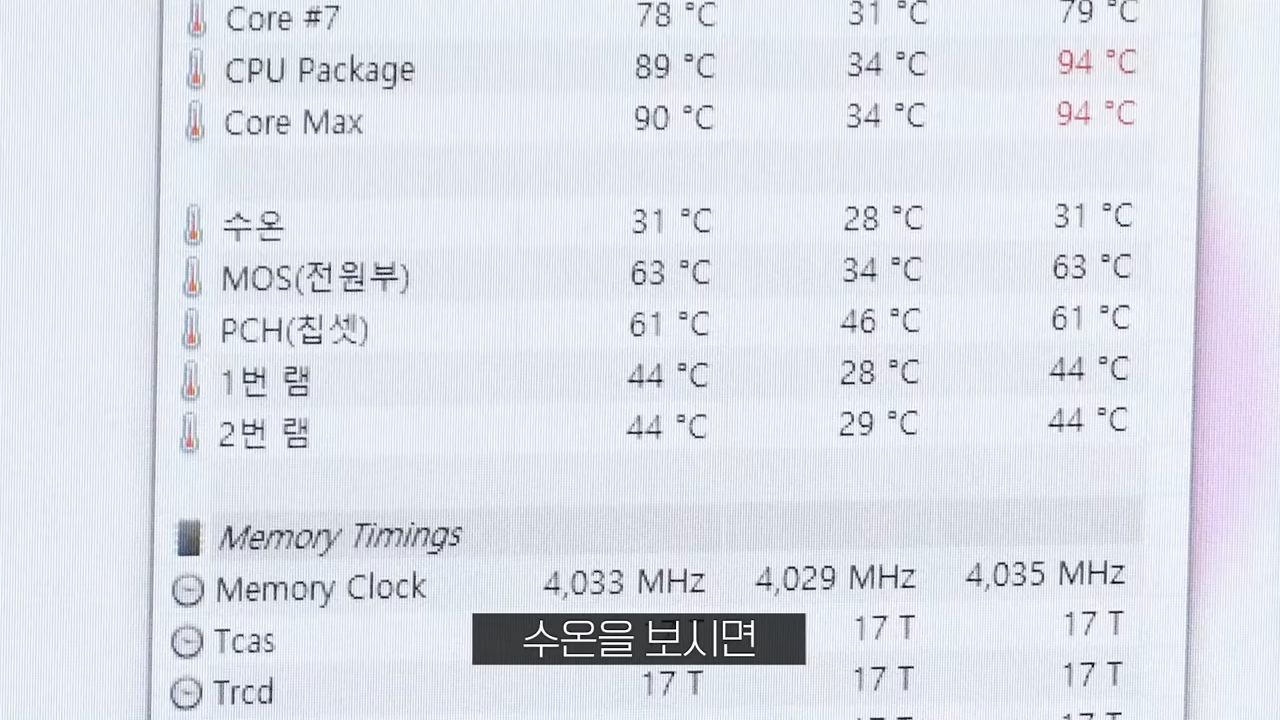 Core #7 78 °C 31 °C 79 °C
CPU Package 89 °C 34 °C 94 °C
Core Max 90 °C 34 °C 94 °C
수온 31 °C 28 °C 31 °C
MOS(전원부) 63 °C 34 °C 63 °C
PCH(칩셋) 61 °C 46 °C 61 °C
1번 램 44 °C 28 °C 44 °C
2번 램 44 °C 29 °C 44 °C
Memory Timings
Memory Clock 4,033 MHz 4,029 MHz 4,035 MHz
Tcas 17 T 17 T
수온을 보시면
Trcd 17 T 17 T 17 T